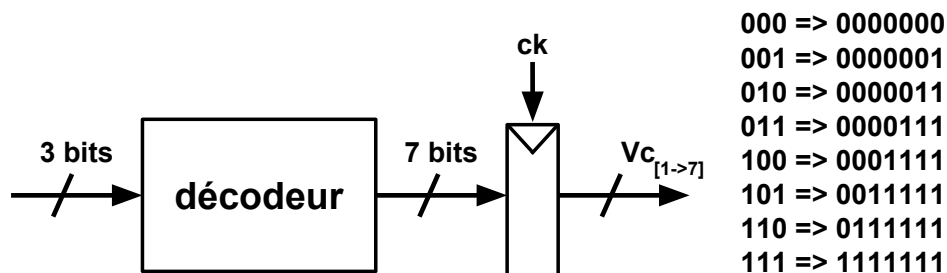 3 bits
décodeur
7 bits
ck
Vc[1->7]
000 => 0000000
001 => 0000001
010 => 0000011
011 => 0000111
100 => 0001111
101 => 0011111
110 => 0111111
111 => 1111111